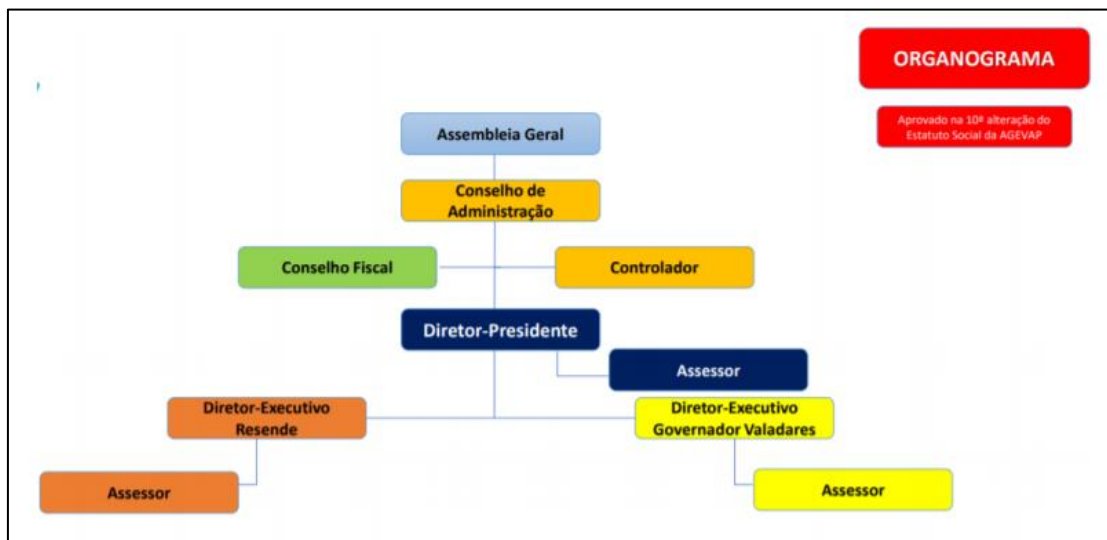 ORGANOGRAMA
Aprovado na 10ª alteração do
Estatuto Social da AGEVAP
Assembleia Geral
Conselho de
Administração
Conselho Fiscal
Controlador
Diretor-Presidente
Assessor
Diretor-Executivo
Resende
Diretor-Executivo
Governador Valadares
Assessor
Assessor